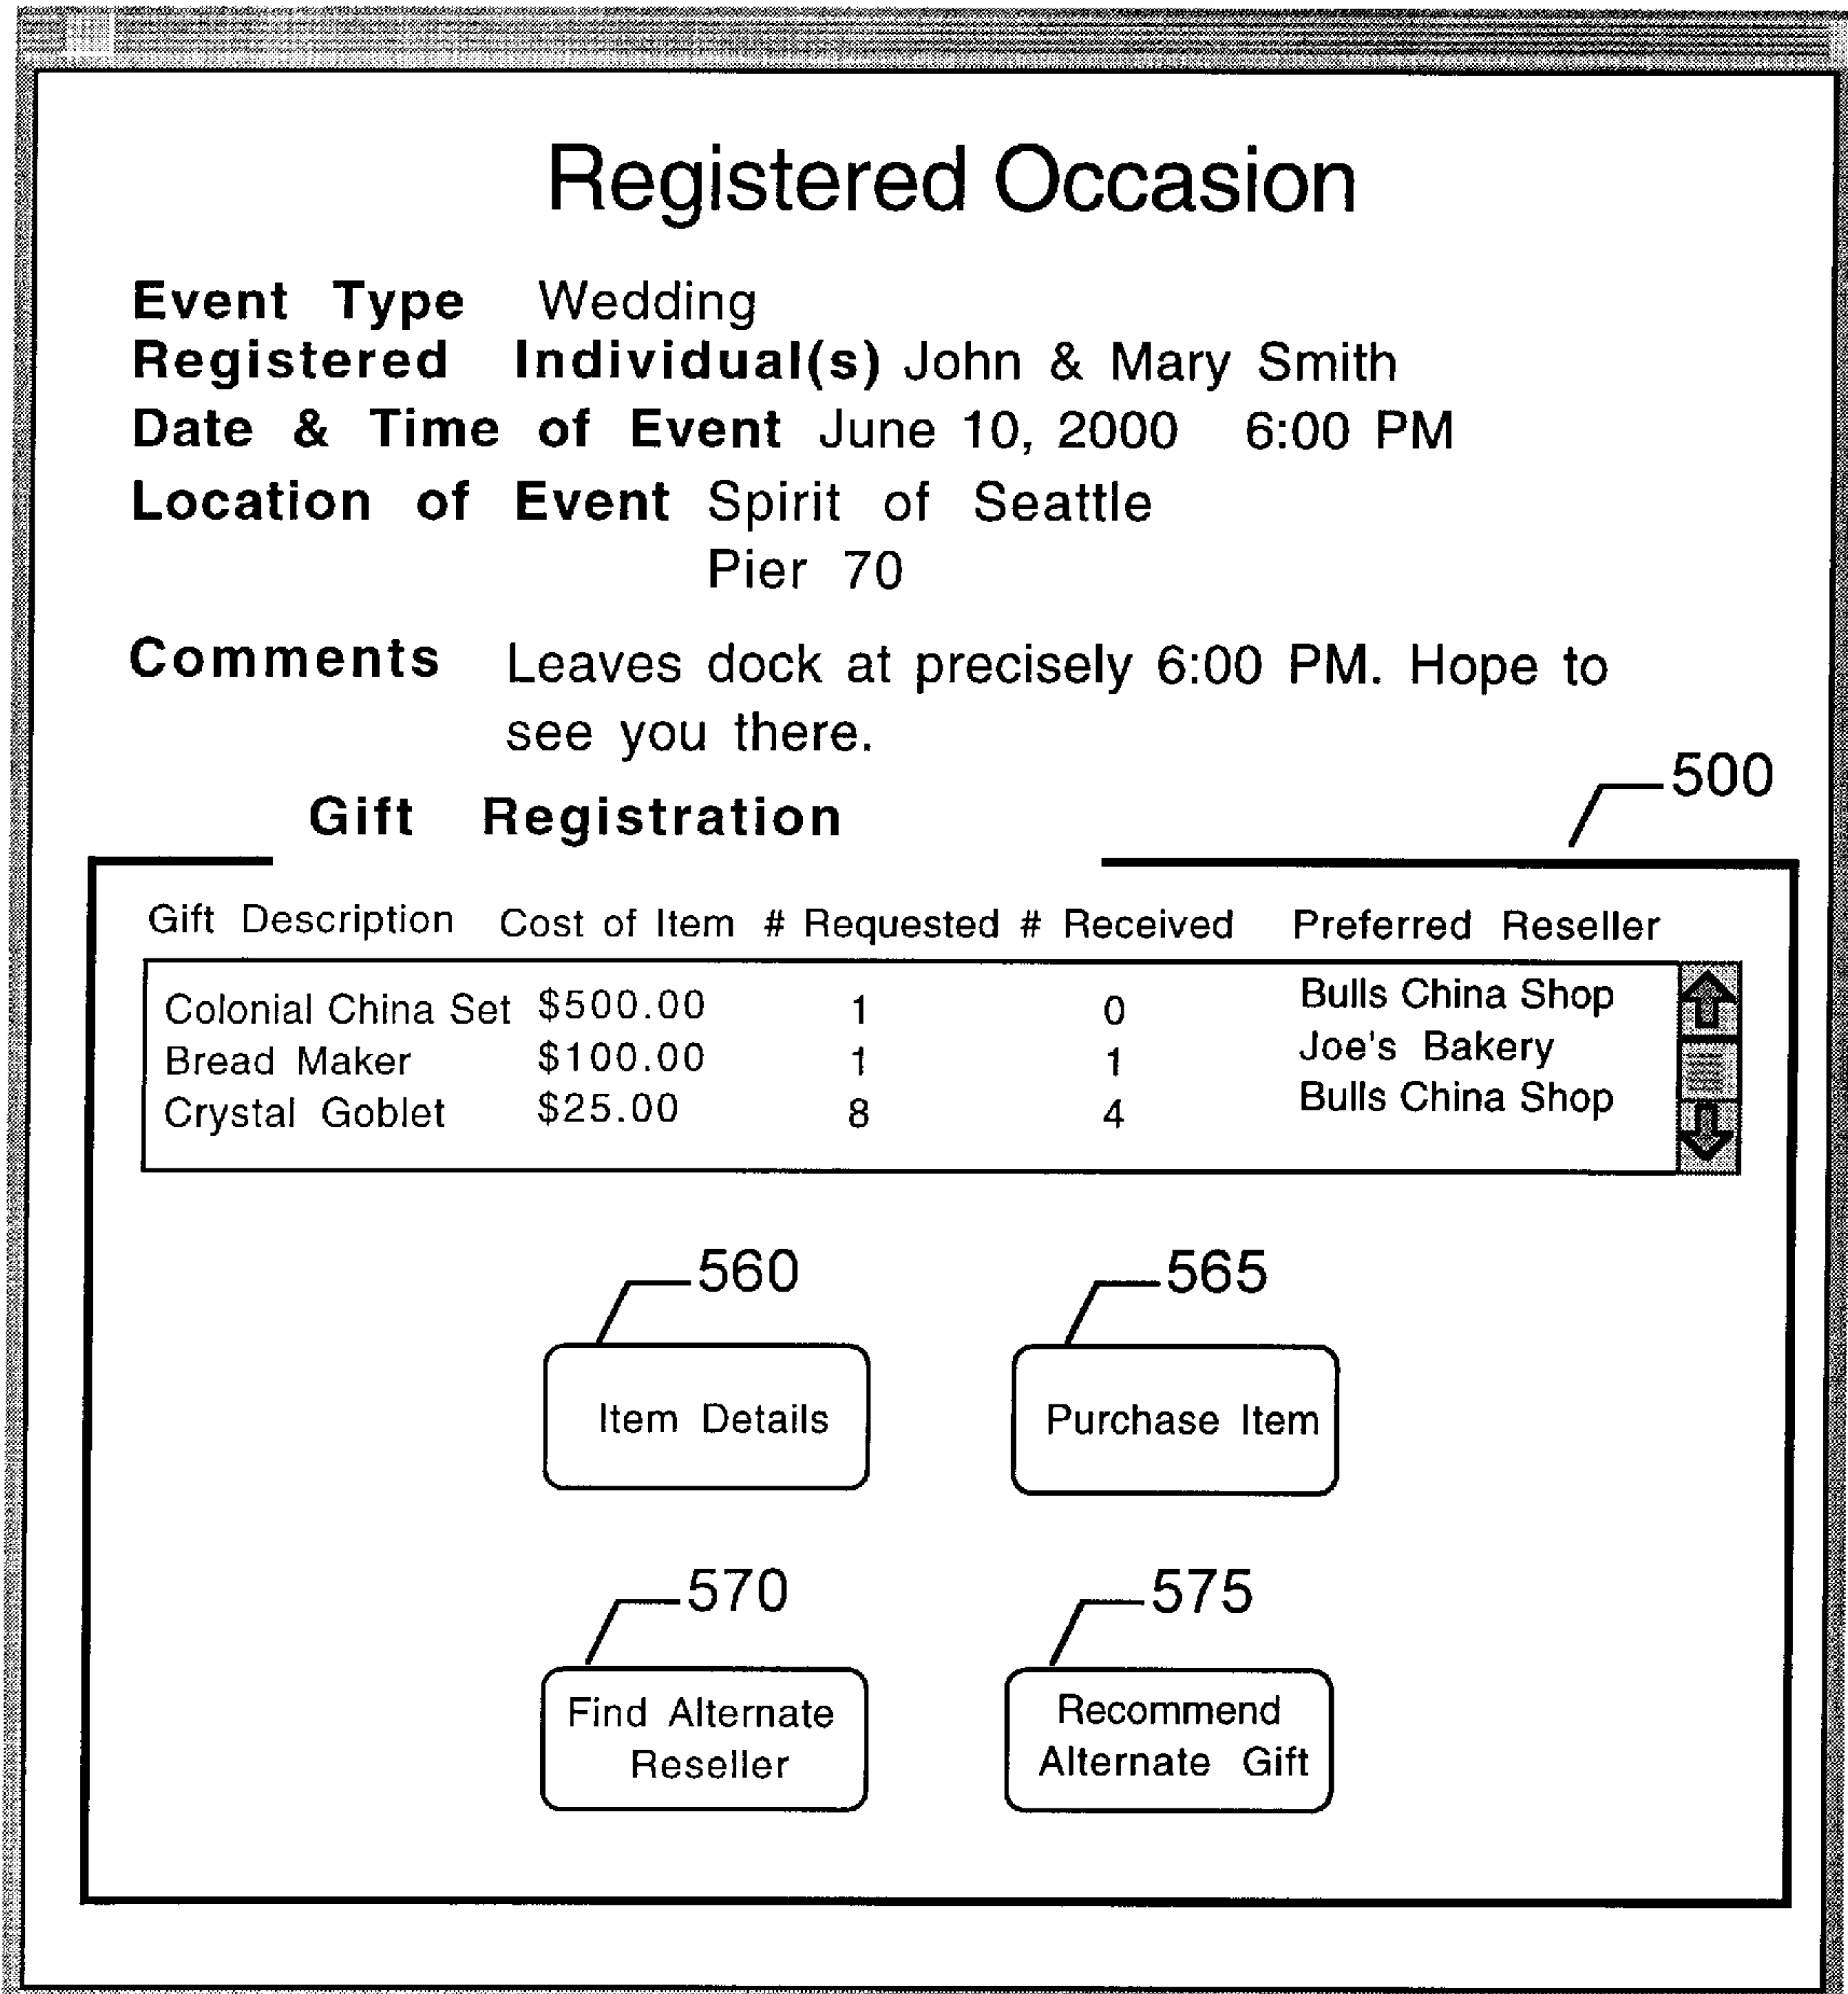 Registered Occasion
Event Type Wedding
Registered Individual(s) John & Mary Smith
Date & Time of Event June 10, 2000 6:00 PM
Location of Event Spirit of Seattle
Pier 70
Comments Leaves dock at precisely 6:00 PM. Hope to
see you there.
500
Gift Registration
Gift Description Cost of Item # Requested # Received Preferred Reseller
Colonial China Set $500.00 1 0 Bulls China Shop
Bread Maker $100.00 1 1 Joe's Bakery
Crystal Goblet $25.00 8 4 Bulls China Shop
560 565
Item Details Purchase Item
570 575
Find Alternate Recommend
Reseller Alternate Gift